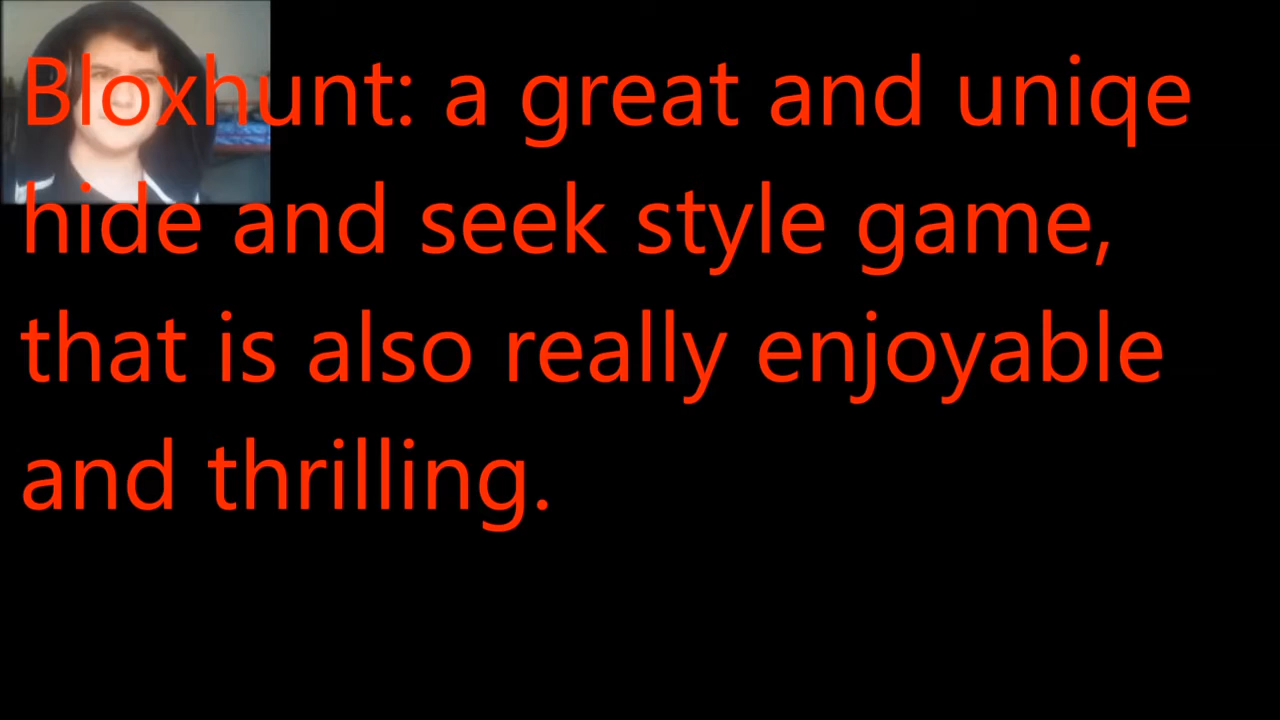 Bloxhunt: a great and uniqe
hide and seek style game,
that is also really enjoyable
and thrilling.